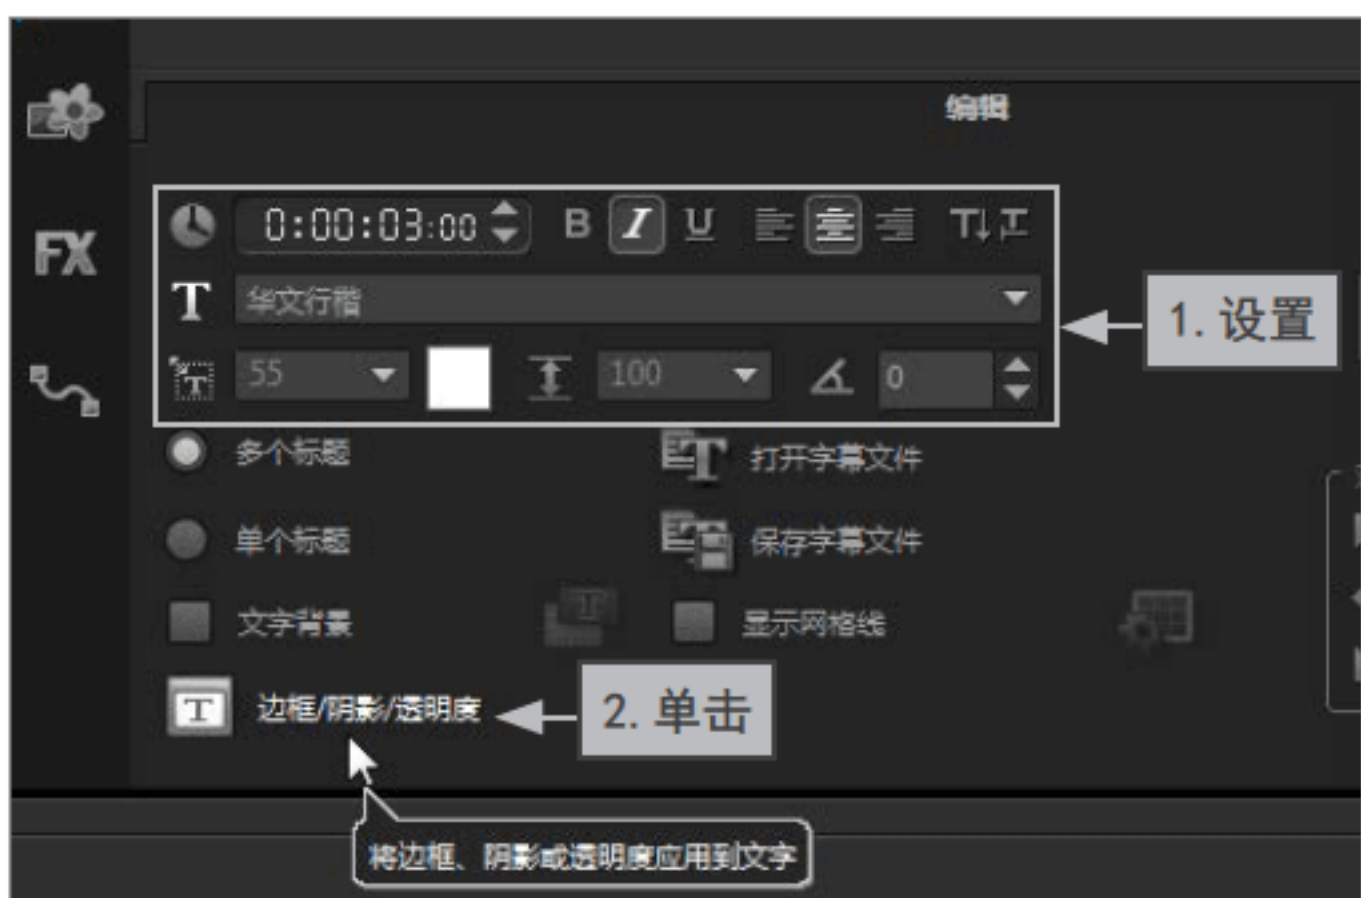 编辑
FX
0:00:03:00 B I U
T 华文行楷
1. 设置
55 100 0
多个标题 打开字幕文件
单个标题 保存字幕文件
文字背景 显示网格线
T 边框/阴影/透明度
2. 单击
将边框、阴影或透明度应用到文字